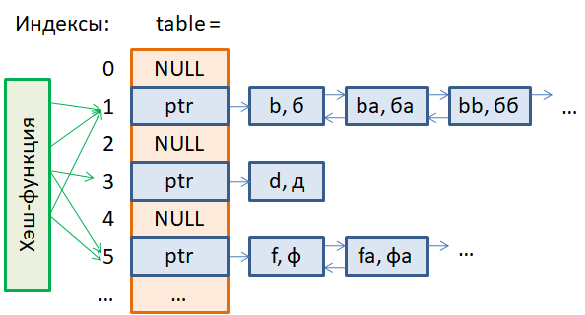 Индексы: table =
0 NULL
1 ptr b, б ba, ба bb, бб ...
2 NULL
3 ptr d, д
4 NULL
5 ptr f, ф fa, фа ...
... ...
Хэш-функция